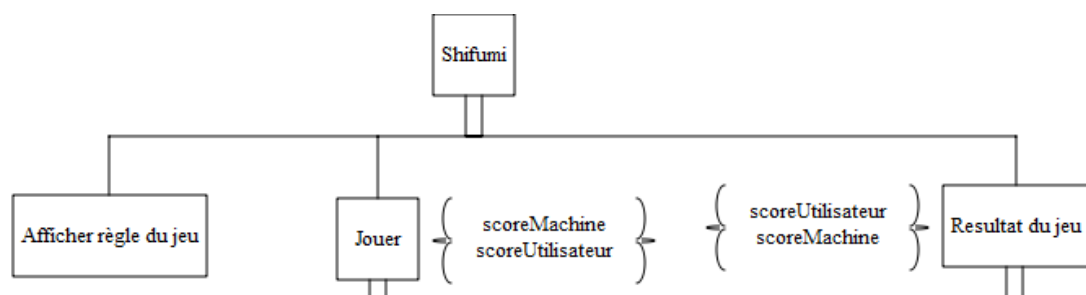 Shifumi
Afficher règle du jeu
Jouer
scoreMachine
scoreUtilisateur
scoreUtilisateur
scoreMachine
Resultat du jeu